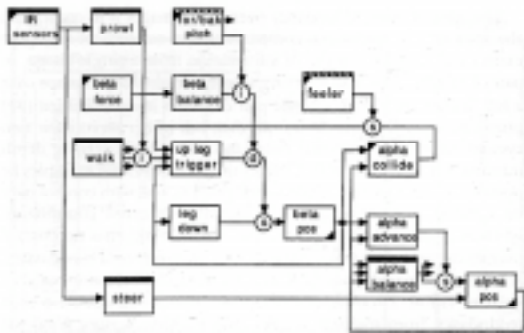 IR
sensors
prowl
for/bak
pitch
beta
force
beta
balance
i
feeler
s
walk
i
up leg
trigger
d
alpha
collide
leg
down
s
beta
pos
alpha
advance
alpha
balance
s
alpha
pos
steer